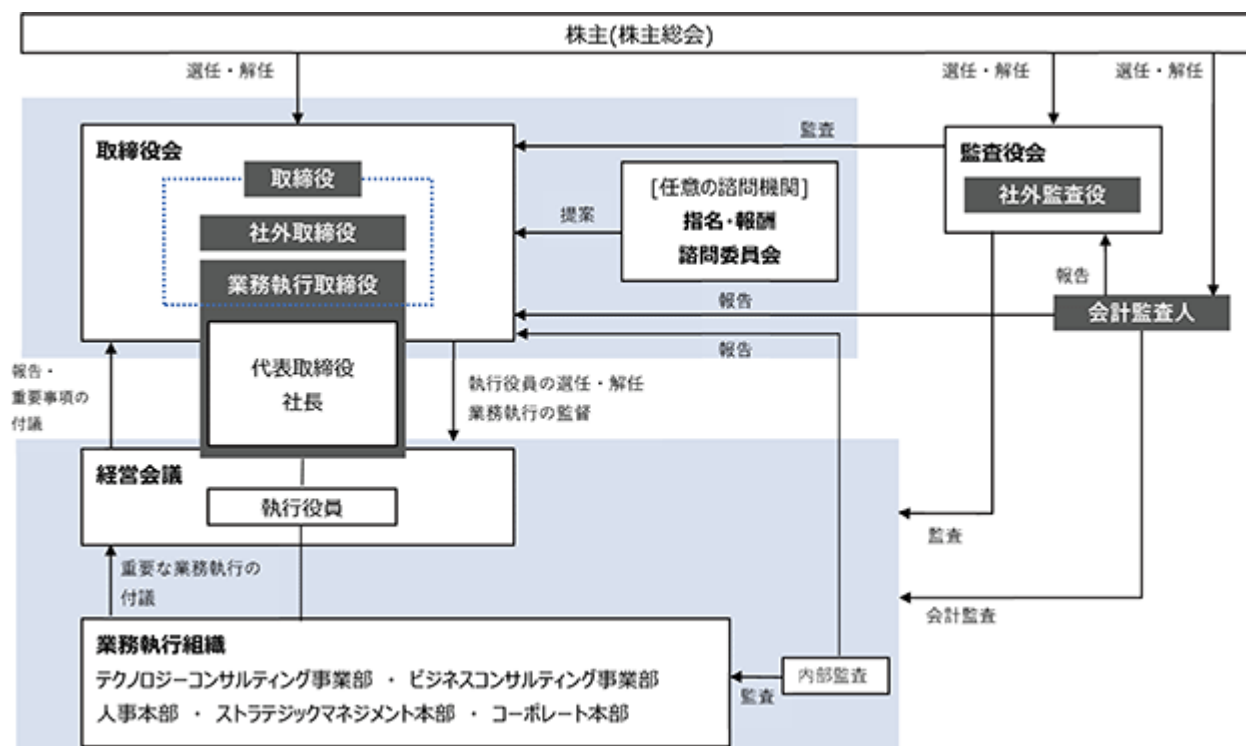 株主(株主総会)
選任・解任
選任・解任
選任・解任
取締役会
取締役
社外取締役
業務執行取締役
代表取締役
社長
監査
[任意の諮問機関]
指名・報酬
諮問委員会
提案
監査役会
社外監査役
報告
会計監査人
報告
報告
報告・
重要事項の
付議
執行役員の選任・解任
業務執行の監督
経営会議
執行役員
監査
重要な業務執行の
付議
会計監査
業務執行組織
テクノロジーコンサルティング事業部 ・ ビジネスコンサルティング事業部
人事本部 ・ ストラテジックマネジメント本部 ・ コーポレート本部
監査
内部監査